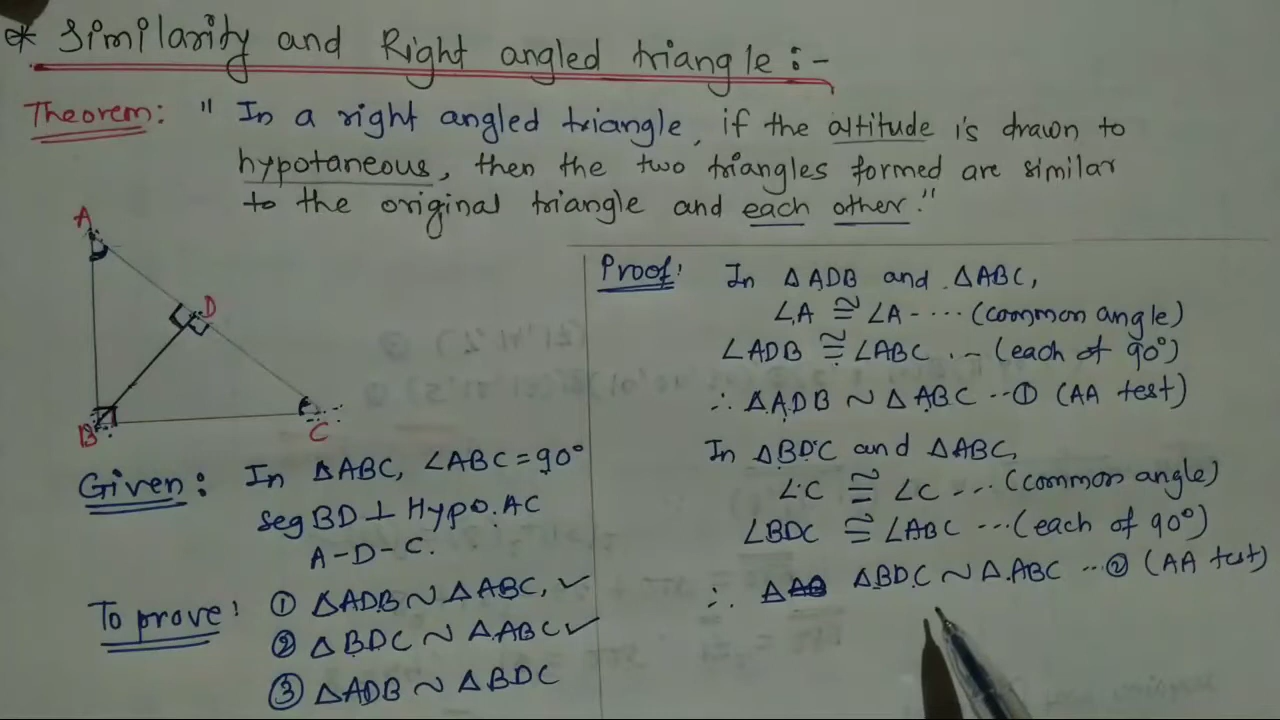 * Similarity and Right angled triangle :-
Theorem: " In a right angled triangle, if the altitude is drawn to
hypotaneous, then the two triangles formed are similar
to the original triangle and each other."
A
D
B
C
Given: In ΔABC, ∠ABC = 90°
seg BD ⊥ Hypo. AC
A-D-C.
To prove: ① ΔADB ~ ΔABC, ✓
② ΔBDC ~ ΔABC ✓
③ ΔADB ~ ΔBDC
Proof: In ΔADB and ΔABC,
∠A ≅ ∠A .... (common angle)
∠ADB ≅ ∠ABC .. (each of 90°)
∴ ΔADB ~ ΔABC ..① (AA test)
In ΔBDC and ΔABC,
∠C ≅ ∠C ... (common angle)
∠BDC ≅ ∠ABC ... (each of 90°)
∴ ΔBDC ~ ΔABC ..② (AA test)